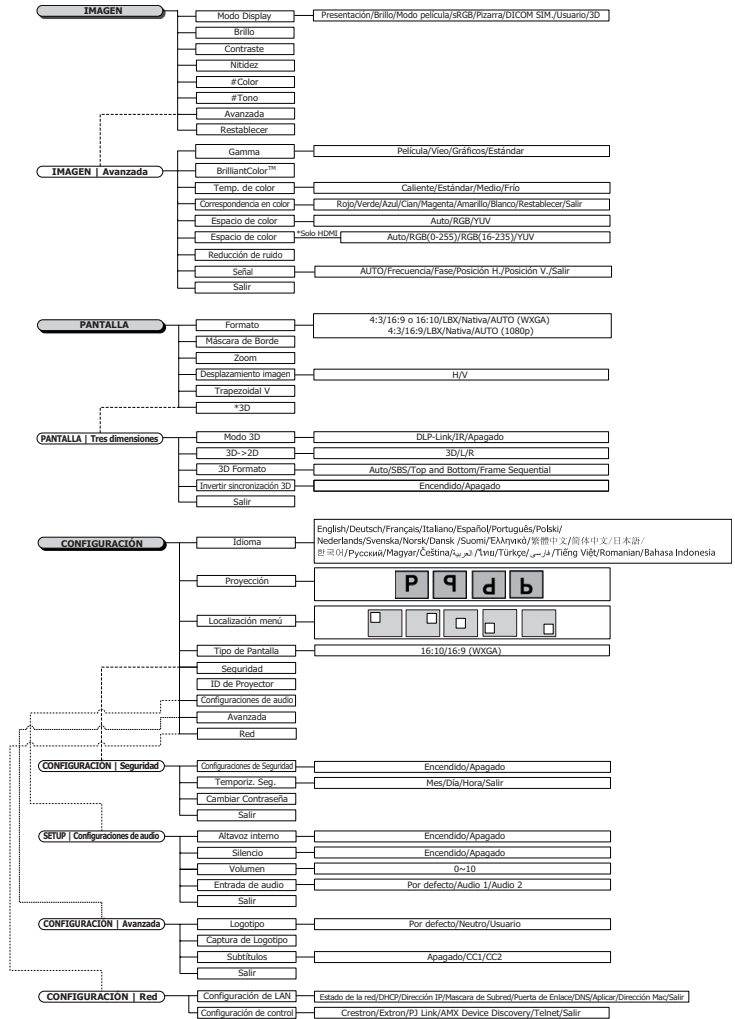 IMAGEN
Modo Display
Presentación/Brillo/Modo película/sRGB/Pizarra/DICOM SIM./Usuario/3D
Brillo
Contraste
Nitidez
#Color
#Tono
Avanzada
Restablecer
IMAGEN | Avanzada
Gamma
Película/Víeo/Gráficos/Estándar
BrilliantColor™
Temp. de color
Caliente/Estándar/Medio/Frío
Correspondencia en color
Rojo/Verde/Azul/Cian/Magenta/Amarillo/Blanco/Restablecer/Salir
Espacio de color
Auto/RGB/YUV
Espacio de color
*Solo HDMI
Auto/RGB(0-255)/RGB(16-235)/YUV
Reducción de ruido
Señal
AUTO/Frecuencia/Fase/Posición H./Posición V./Salir
Salir
PANTALLA
Formato
4:3/16:9 o 16:10/LBX/Nativa/AUTO (WXGA)
4:3/16:9/LBX/Nativa/AUTO (1080p)
Máscara de Borde
Zoom
Desplazamiento imagen
H/V
Trapezoidal V
*3D
PANTALLA | Tres dimensiones
Modo 3D
DLP-Link/IR/Apagado
3D->2D
3D/L/R
3D Formato
Auto/SBS/Top and Bottom/Frame Sequential
Invertir sincronización 3D
Encendido/Apagado
Salir
CONFIGURACIÓN
Idioma
English/Deutsch/Français/Italiano/Español/Português/Polski/
Nederlands/Svenska/Norsk/Dansk /Suomi/Ελληνικά/繁體中文/简体中文/日本語/
한국어/Русский/Magyar/Čeština/العربية/ไทย/Türkçe/فارسی/Tiếng Việt/Romanian/Bahasa Indonesia
Proyección
P
Localización menú
Tipo de Pantalla
16:10/16:9 (WXGA)
Seguridad
ID de Proyector
Configuraciones de audio
Avanzada
Red
CONFIGURACIÓN | Seguridad
Configuraciones de Seguridad
Encendido/Apagado
Temporiz. Seg.
Mes/Día/Hora/Salir
Cambiar Contraseña
Salir
SETUP | Configuraciones de audio
Altavoz interno
Encendido/Apagado
Silencio
Encendido/Apagado
Volumen
0~10
Entrada de audio
Por defecto/Audio 1/Audio 2
Salir
CONFIGURACIÓN | Avanzada
Logotipo
Por defecto/Neutro/Usuario
Captura de Logotipo
Subtítulos
Apagado/CC1/CC2
Salir
CONFIGURACIÓN | Red
Configuración de LAN
Estado de la red/DHCP/Dirección IP/Mascara de Subred/Puerta de Enlace/DNS/Aplicar/Dirección Mac/Salir
Configuración de control
Crestron/Extron/PJ Link/AMX Device Discovery/Telnet/Salir